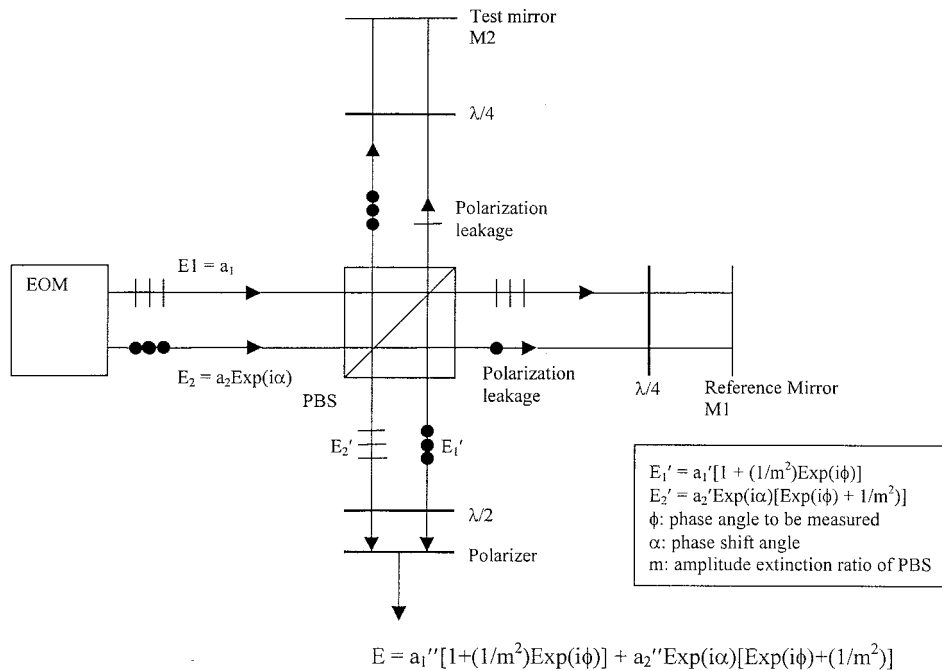 Test mirror
M2
λ/4
Polarization
leakage
EOM
E1 = a₁
E₂ = a₂Exp(iα)
PBS
Polarization
leakage
λ/4
Reference Mirror
M1
E₂′
E₁′
λ/2
Polarizer
E₁′ = a₁′[1 + (1/m²)Exp(iϕ)]
E₂′ = a₂′Exp(iα)[Exp(iϕ) + 1/m²)]
ϕ: phase angle to be measured
α: phase shift angle
m: amplitude extinction ratio of PBS
E = a₁′′[1+(1/m²)Exp(iϕ)] + a₂′′Exp(iα)[Exp(iϕ)+(1/m²)]